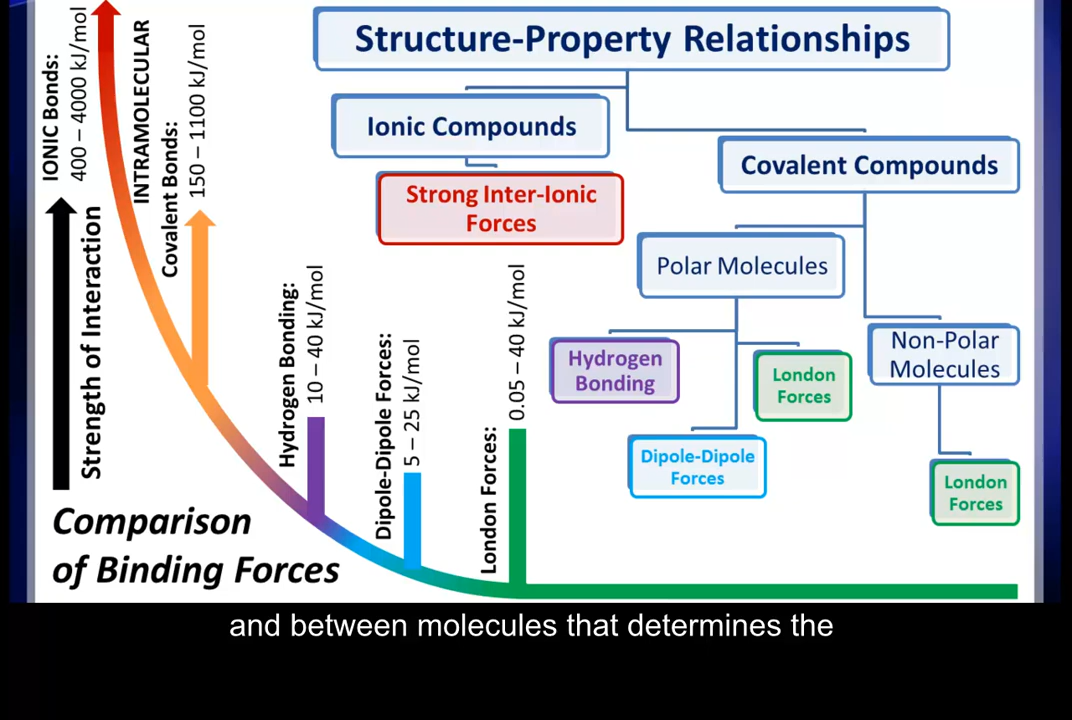 Structure-Property Relationships
Ionic Compounds
Strong Inter-Ionic
Forces
Covalent Compounds
Polar Molecules
Hydrogen
Bonding
London
Forces
Dipole-Dipole
Forces
Non-Polar
Molecules
London
Forces
IONIC Bonds:
400 – 4000 kJ/mol
INTRAMOLECULAR
Covalent Bonds:
150 – 1100 kJ/mol
Strength of Interaction
Hydrogen Bonding:
10 – 40 kJ/mol
Dipole-Dipole Forces:
5 – 25 kJ/mol
London Forces:
0.05 – 40 kJ/mol
Comparison
of Binding Forces
and between molecules that determines the